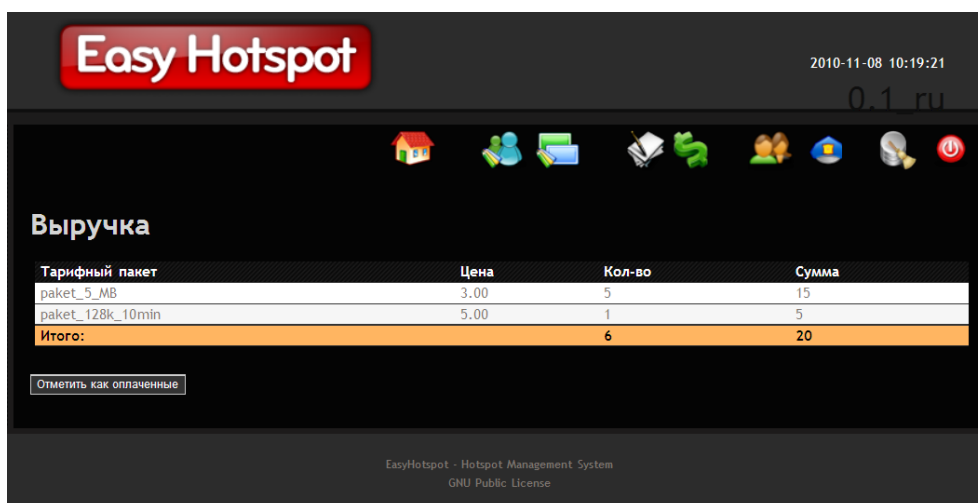 Easy Hotspot
2010-11-08 10:19:21
0.1_ru
Выручка
Тарифный пакет Цена Кол-во Сумма
paket_5_MB 3.00 5 15
paket_128k_10min 5.00 1 5
Итого: 6 20
Отметить как оплаченные
EasyHotspot - Hotspot Management System
GNU Public License